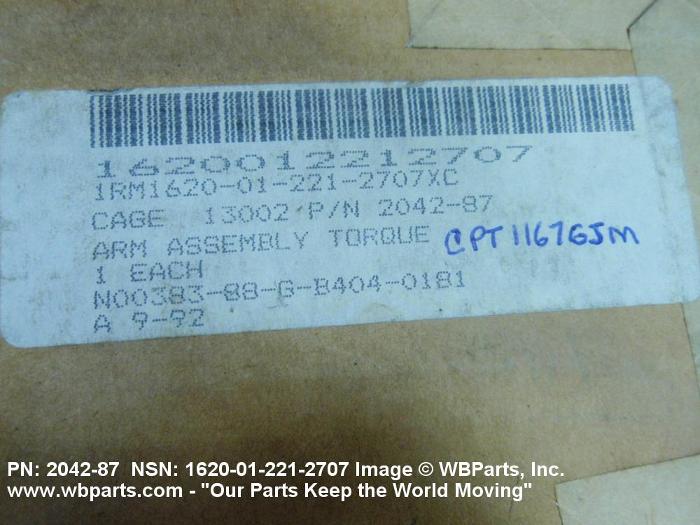 1620012212707
1RM1620-01-221-2707XC
CAGE 13002 P/N 2042-87
ARM ASSEMBLY TORQUE CPT1167GJM
1 EACH
N00383-88-G-B404-0181
A 9-92
PN: 2042-87 NSN: 1620-01-221-2707 Image © WBParts, Inc.
www.wbparts.com - "Our Parts Keep the World Moving"